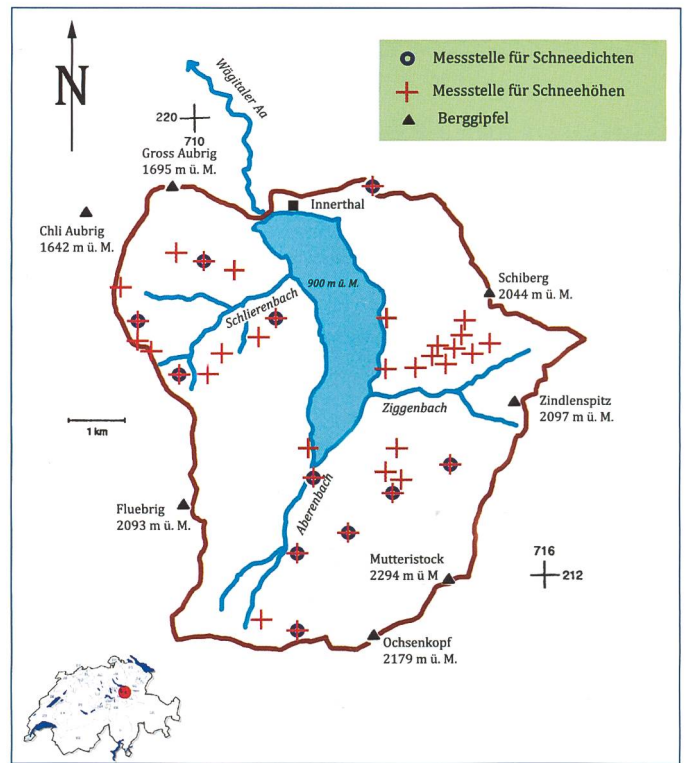 N
Wägitaler Aa
Messstelle für Schneedichten
Messstelle für Schneehöhen
Berggipfel
220
710
Gross Aubrig
1695 m ü. M.
Innerthal
Chli Aubrig
1642 m ü. M.
900 m ü. M.
Schiberg
2044 m ü. M.
Schlierenbach
Ziggenbach
Zindlenspitz
2097 m ü. M.
1 km
Aberenbach
Fluebrig
2093 m ü. M.
Mutteristock
2294 m ü M
716
212
Ochsenkopf
2179 m ü. M.